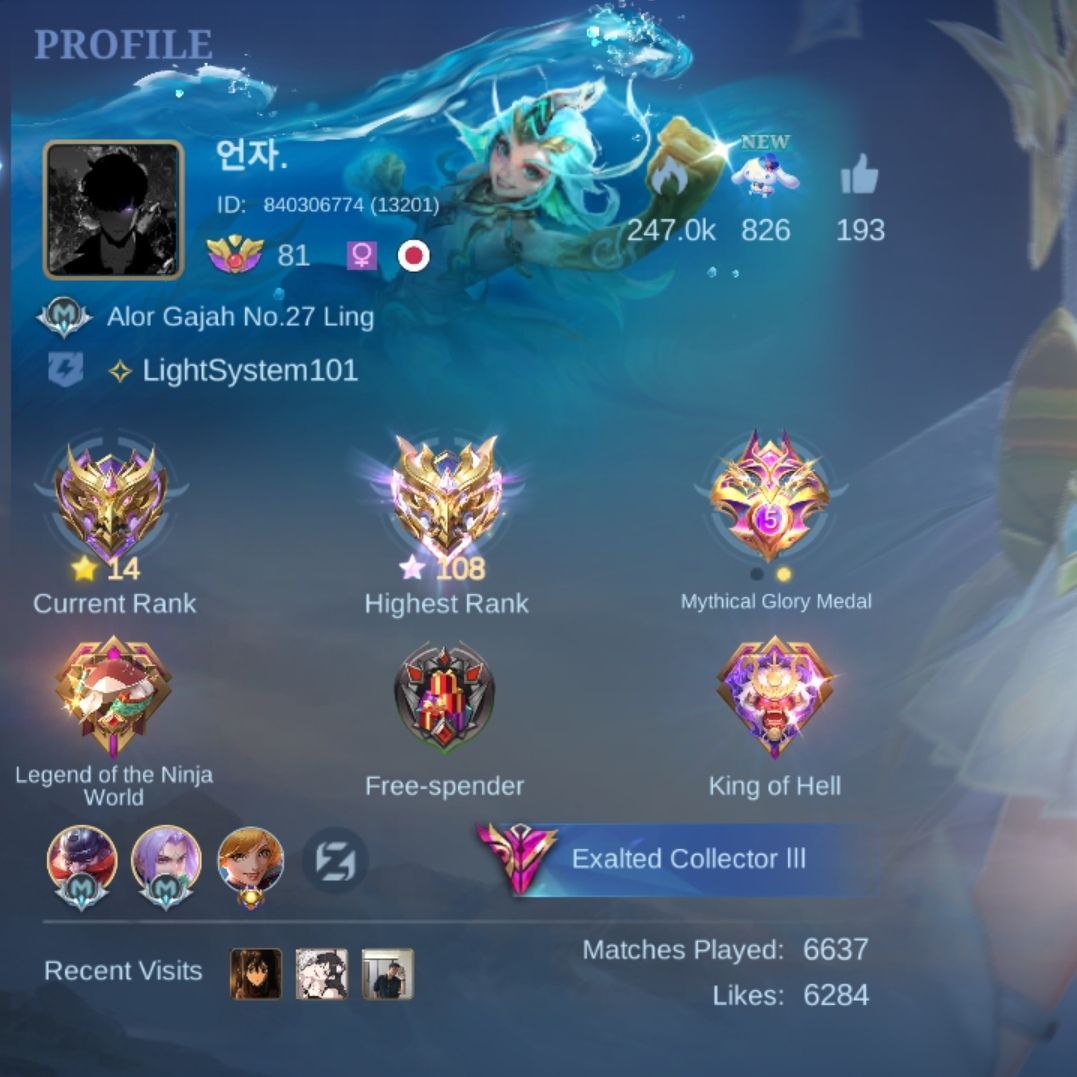 PROFILE
언자.
NEW
ID: 840306774 (13201)
247.0k 826 193
81
Alor Gajah No.27 Ling
LightSystem101
5
14
108
Current Rank
Highest Rank
Mythical Glory Medal
Legend of the Ninja
World
Free-spender
King of Hell
M
M
Exalted Collector III
Recent Visits
Matches Played: 6637
Likes: 6284